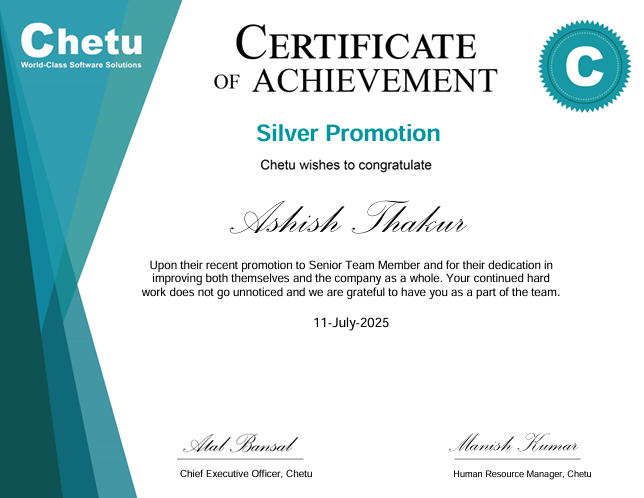 Chetu
World-Class Software Solutions
CERTIFICATE
OF ACHIEVEMENT
C
Silver Promotion
Chetu wishes to congratulate
Ashish Thakur
Upon their recent promotion to Senior Team Member and for their dedication in
improving both themselves and the company as a whole. Your continued hard
work does not go unnoticed and we are grateful to have you as a part of the team.
11-July-2025
Atal Bansal
Chief Executive Officer, Chetu
Manish Kumar
Human Resource Manager, Chetu